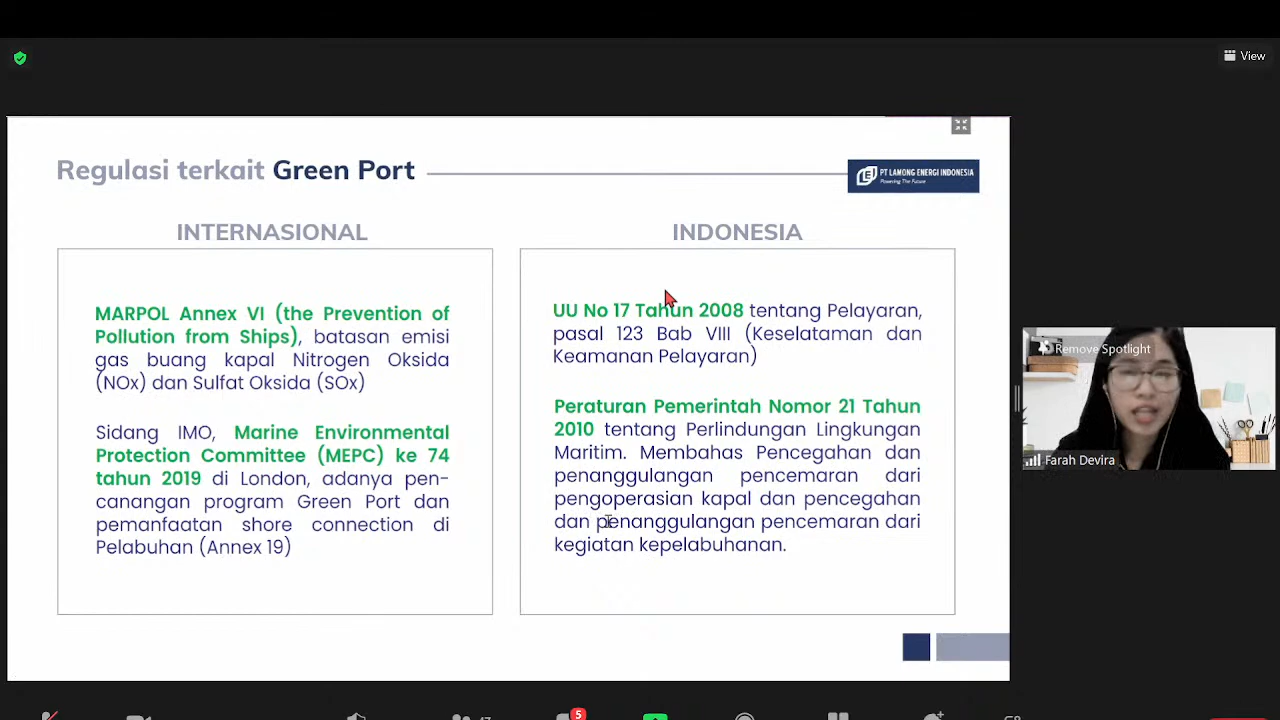 View
Regulasi terkait Green Port
PT LAMONG ENERGI INDONESIA
Powering The Future
INTERNASIONAL
MARPOL Annex VI (the Prevention of
Pollution from Ships), batasan emisi
gas buang kapal Nitrogen Oksida
(NOx) dan Sulfat Oksida (SOx)
Sidang IMO, Marine Environmental
Protection Committee (MEPC) ke 74
tahun 2019 di London, adanya pen-
canangan program Green Port dan
pemanfaatan shore connection di
Pelabuhan (Annex 19)
INDONESIA
UU No 17 Tahun 2008 tentang Pelayaran,
pasal 123 Bab VIII (Keselataman dan
Keamanan Pelayaran)
Peraturan Pemerintah Nomor 21 Tahun
2010 tentang Perlindungan Lingkungan
Maritim. Membahas Pencegahan dan
penanggulangan pencemaran dari
pengoperasian kapal dan pencegahan
dan penanggulangan pencemaran dari
kegiatan kepelabuhanan.
Remove Spotlight
Farah Devira
5